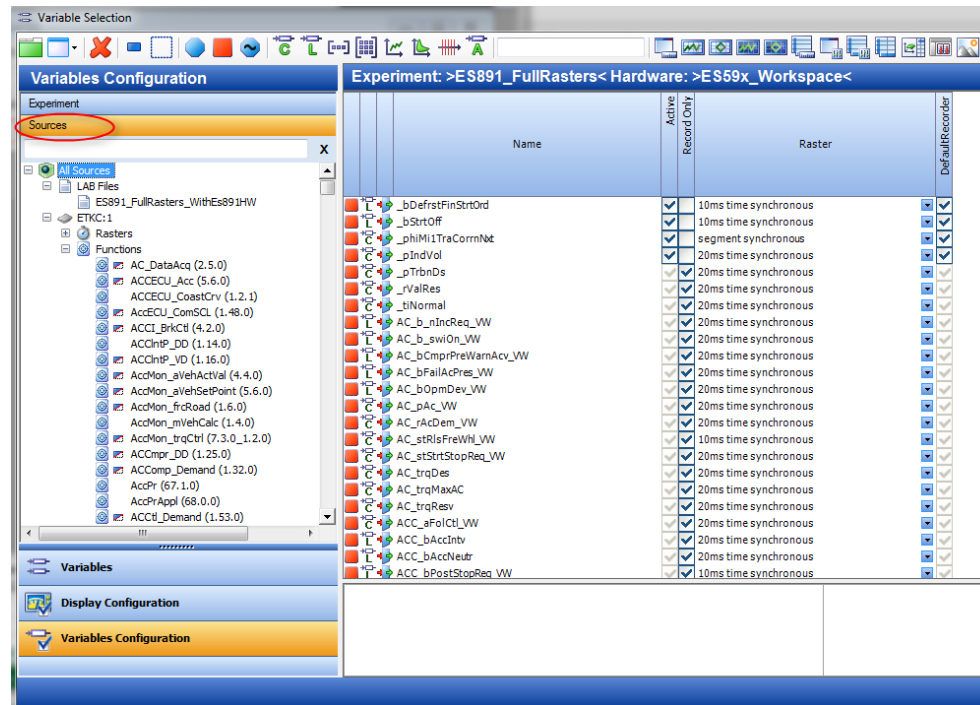 Variable Selection
Variables Configuration
Experiment: >ES891_FullRasters< Hardware: >ES59x_Workspace<
Experiment
Sources
X
All Sources
LAB Files
ES891_FullRasters_WithEs891HW
ETKC:1
Rasters
Functions
AC_DataAcq (2.5.0)
ACCECU_Acc (5.6.0)
ACCECU_CoastCrv (1.2.1)
AccECU_ComSCL (1.48.0)
ACCI_BrkCtl (4.2.0)
ACCIntP_DD (1.14.0)
ACCIntP_VD (1.16.0)
AccMon_aVehActVal (4.4.0)
AccMon_aVehSetPoint (5.6.0)
AccMon_frcRoad (1.6.0)
AccMon_mVehCalc (1.4.0)
AccMon_trqCtrl (7.3.0_1.2.0)
ACCmpr_DD (1.25.0)
ACComp_Demand (1.32.0)
AccPr (67.1.0)
AccPrAppl (68.0.0)
ACCtl_Demand (1.53.0)
Variables
Display Configuration
Variables Configuration
Name Active Record Only Raster DefaultRecorder
_bDefrstFinStrtOrd 10ms time synchronous
_bStrtOff 10ms time synchronous
_phiMi1TraCorrnNxt segment synchronous
_pIndVol 20ms time synchronous
_pTrbnDs 20ms time synchronous
_rValRes 20ms time synchronous
_tiNormal 20ms time synchronous
AC_b_nIncReq_VW 20ms time synchronous
AC_b_swiOn_VW 20ms time synchronous
AC_bCmprPreWarnAcv_VW 20ms time synchronous
AC_bFailAcPres_VW 20ms time synchronous
AC_bOpmDev_VW 20ms time synchronous
AC_pAc_VW 20ms time synchronous
AC_rAcDem_VW 20ms time synchronous
AC_stRlsFreWhl_VW 10ms time synchronous
AC_stStrtStopReq_VW 20ms time synchronous
AC_trqDes 20ms time synchronous
AC_trqMaxAC 20ms time synchronous
AC_trqResv 20ms time synchronous
ACC_aFolCtl_VW 20ms time synchronous
ACC_bAccIntv 20ms time synchronous
ACC_bAccNeutr 20ms time synchronous
ACC_bPostStopReq_VW 10ms time synchronous